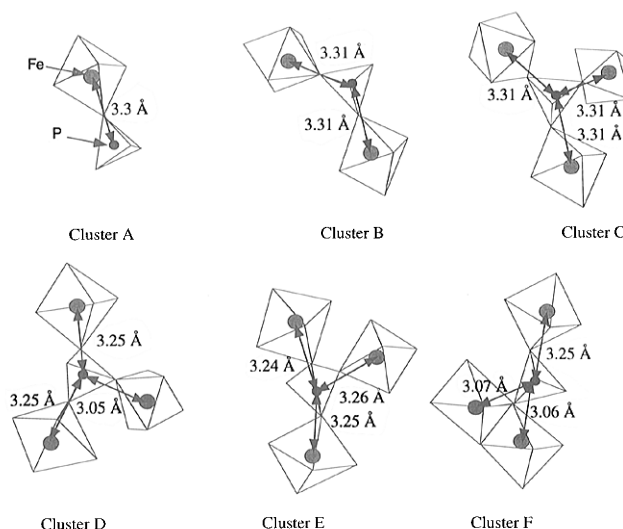 Fe
3.3 Å
P
Cluster A
3.31 Å
3.31 Å
Cluster B
3.31 Å
3.31 Å
3.31 Å
Cluster C
3.25 Å
3.25 Å
3.05 Å
Cluster D
3.24 Å
3.26 Å
3.25 Å
Cluster E
3.25 Å
3.07 Å
3.06 Å
Cluster F